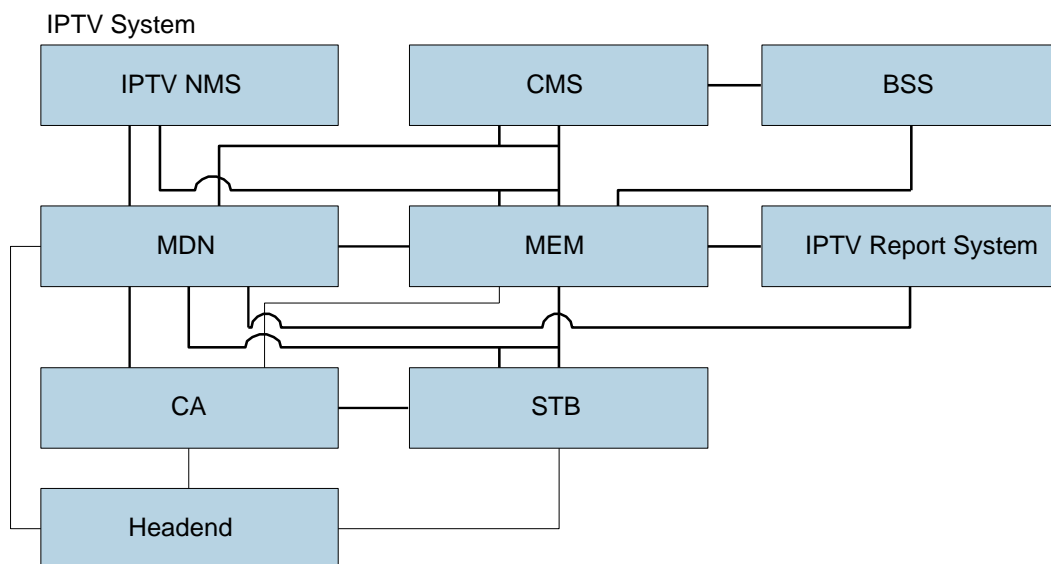 IPTV System
IPTV NMS
CMS
BSS
MDN
MEM
IPTV Report System
CA
STB
Headend